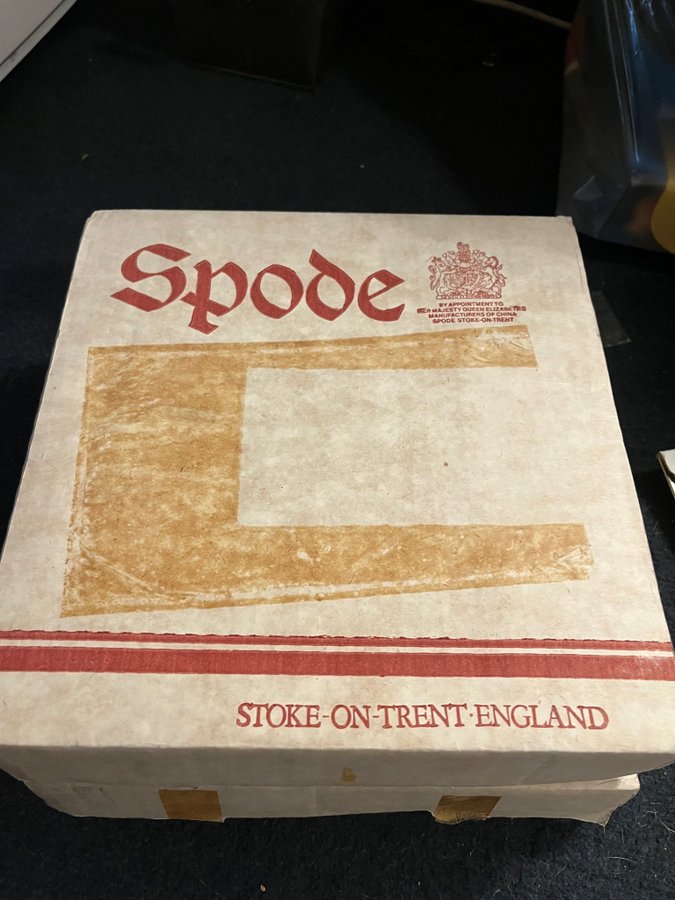 Spode
BY APPOINTMENT TO
HER MAJESTY QUEEN ELIZABETH II
MANUFACTURERS OF CHINA
SPODE STOKE-ON-TRENT
STOKE-ON-TRENT·ENGLAND